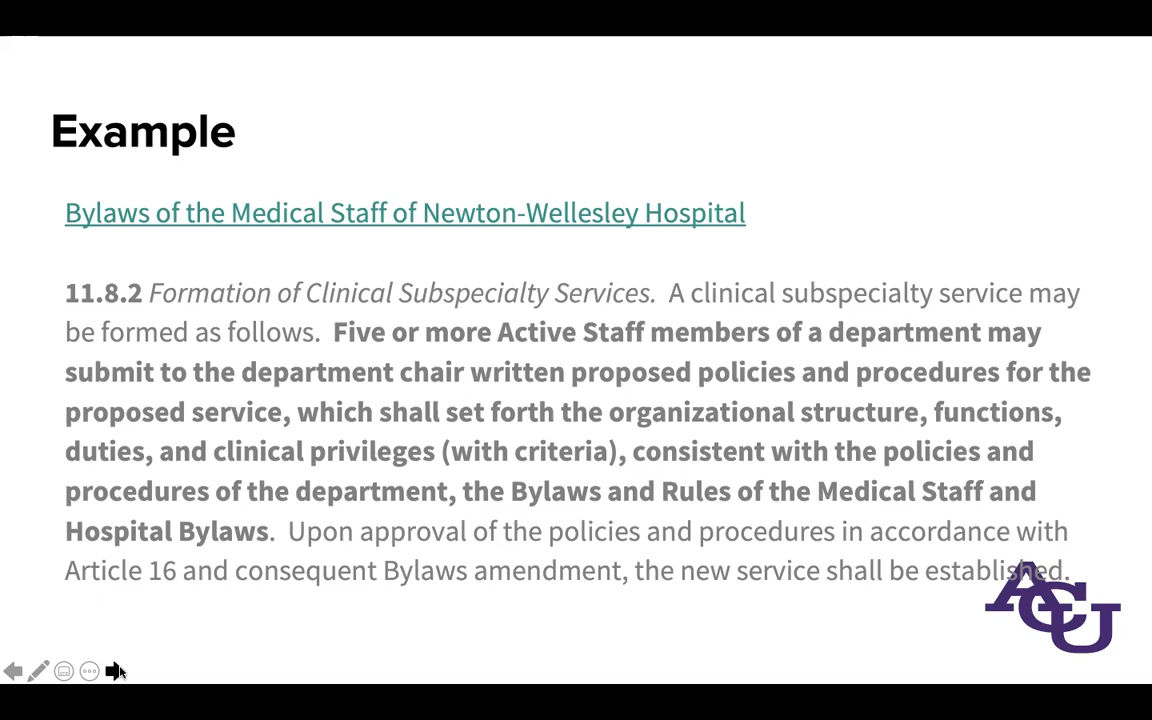 Example
Bylaws of the Medical Staff of Newton-Wellesley Hospital
11.8.2 Formation of Clinical Subspecialty Services.  A clinical subspecialty service may
be formed as follows.  Five or more Active Staff members of a department may
submit to the department chair written proposed policies and procedures for the
proposed service, which shall set forth the organizational structure, functions,
duties, and clinical privileges (with criteria), consistent with the policies and
procedures of the department, the Bylaws and Rules of the Medical Staff and
Hospital Bylaws.  Upon approval of the policies and procedures in accordance with
Article 16 and consequent Bylaws amendment, the new service shall be established.
ACU